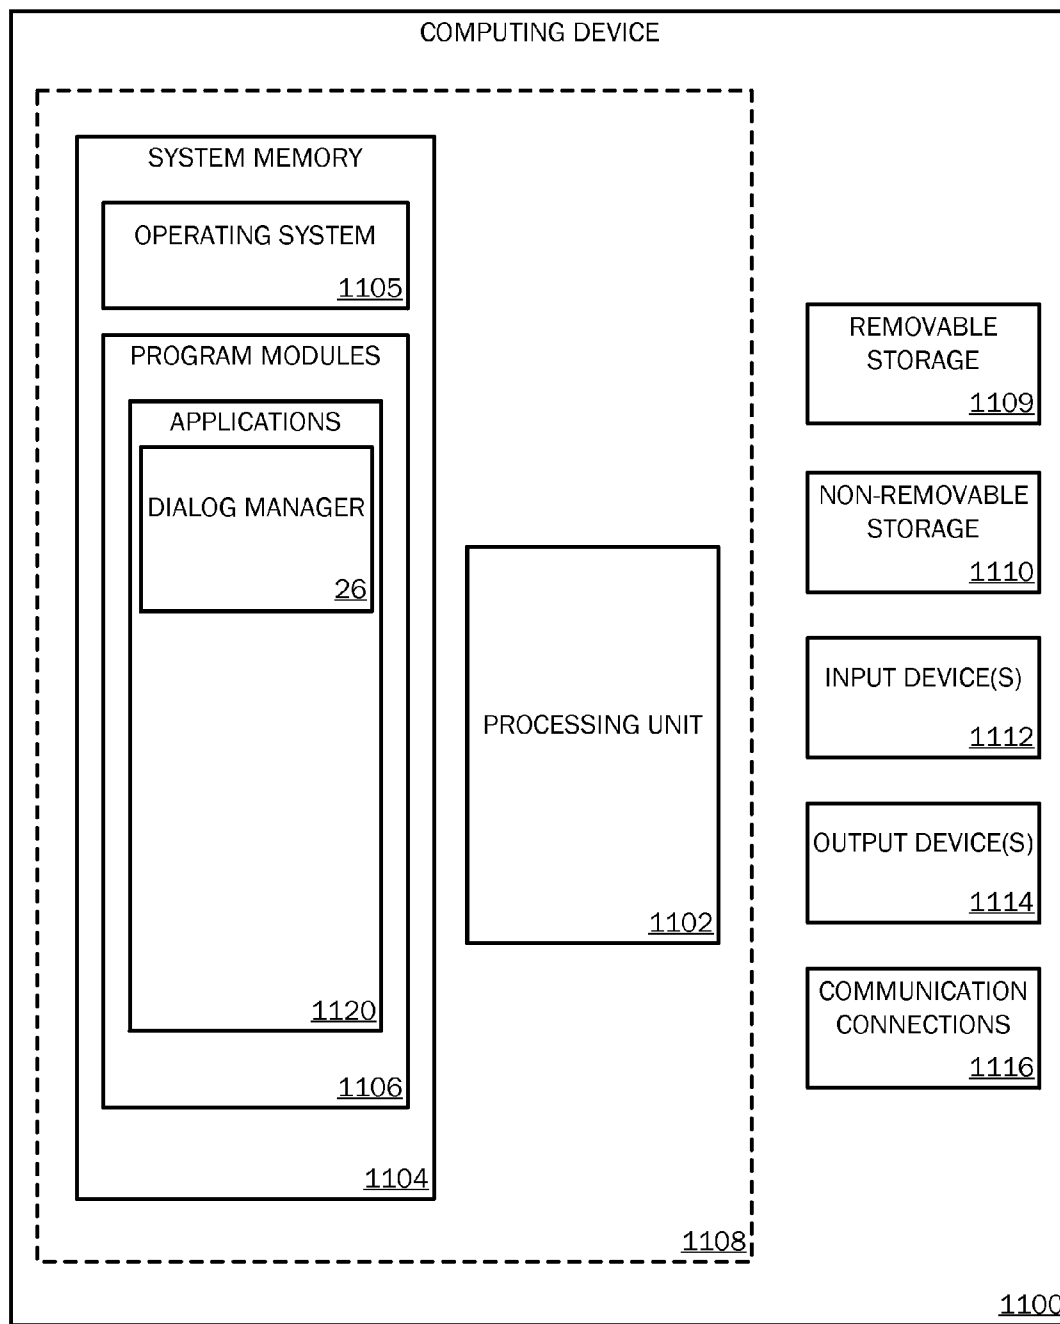 COMPUTING DEVICE
SYSTEM MEMORY
OPERATING SYSTEM
1105
PROGRAM MODULES
APPLICATIONS
DIALOG MANAGER
26
1120
1106
1104
PROCESSING UNIT
1102
1108
REMOVABLE
STORAGE
1109
NON-REMOVABLE
STORAGE
1110
INPUT DEVICE(S)
1112
OUTPUT DEVICE(S)
1114
COMMUNICATION
CONNECTIONS
1116
1100